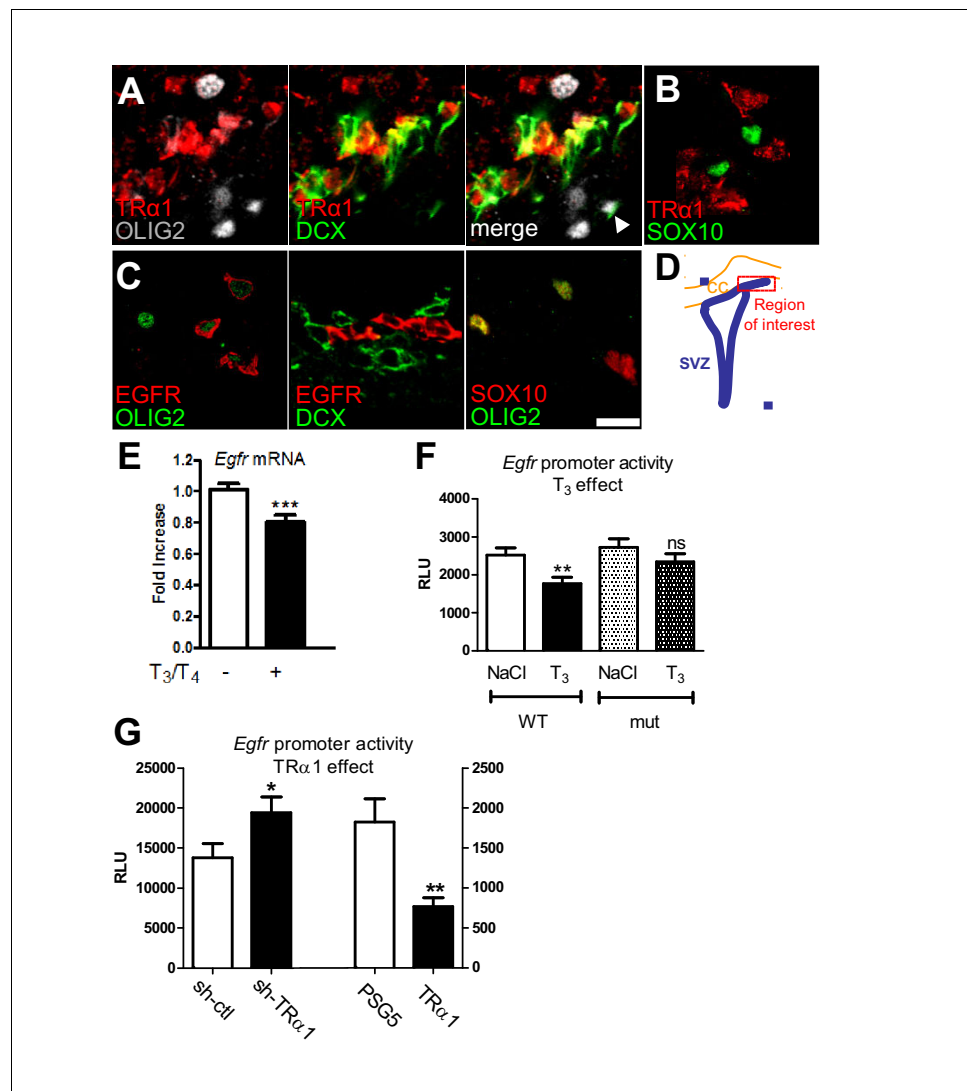 A
TRα1
OLIG2
TRα1
DCX
merge
B
TRα1
SOX10
C
EGFR
OLIG2
EGFR
DCX
SOX10
OLIG2
D
CC
Region
of interest
SVZ
E
Egfr mRNA
Fold Increase
1.2
1.0
0.8
0.6
0.4
0.2
0.0
***
T3/T4
-
+
F
Egfr promoter activity
T3 effect
RLU
4000
3000
2000
1000
0
**
ns
NaCl
T3
NaCl
T3
WT
mut
G
Egfr promoter activity
TRα1 effect
RLU
25000
20000
15000
10000
5000
0
*
**
2500
2000
1500
1000
500
0
sh-ctl
sh-TRα1
PSG5
TRα1